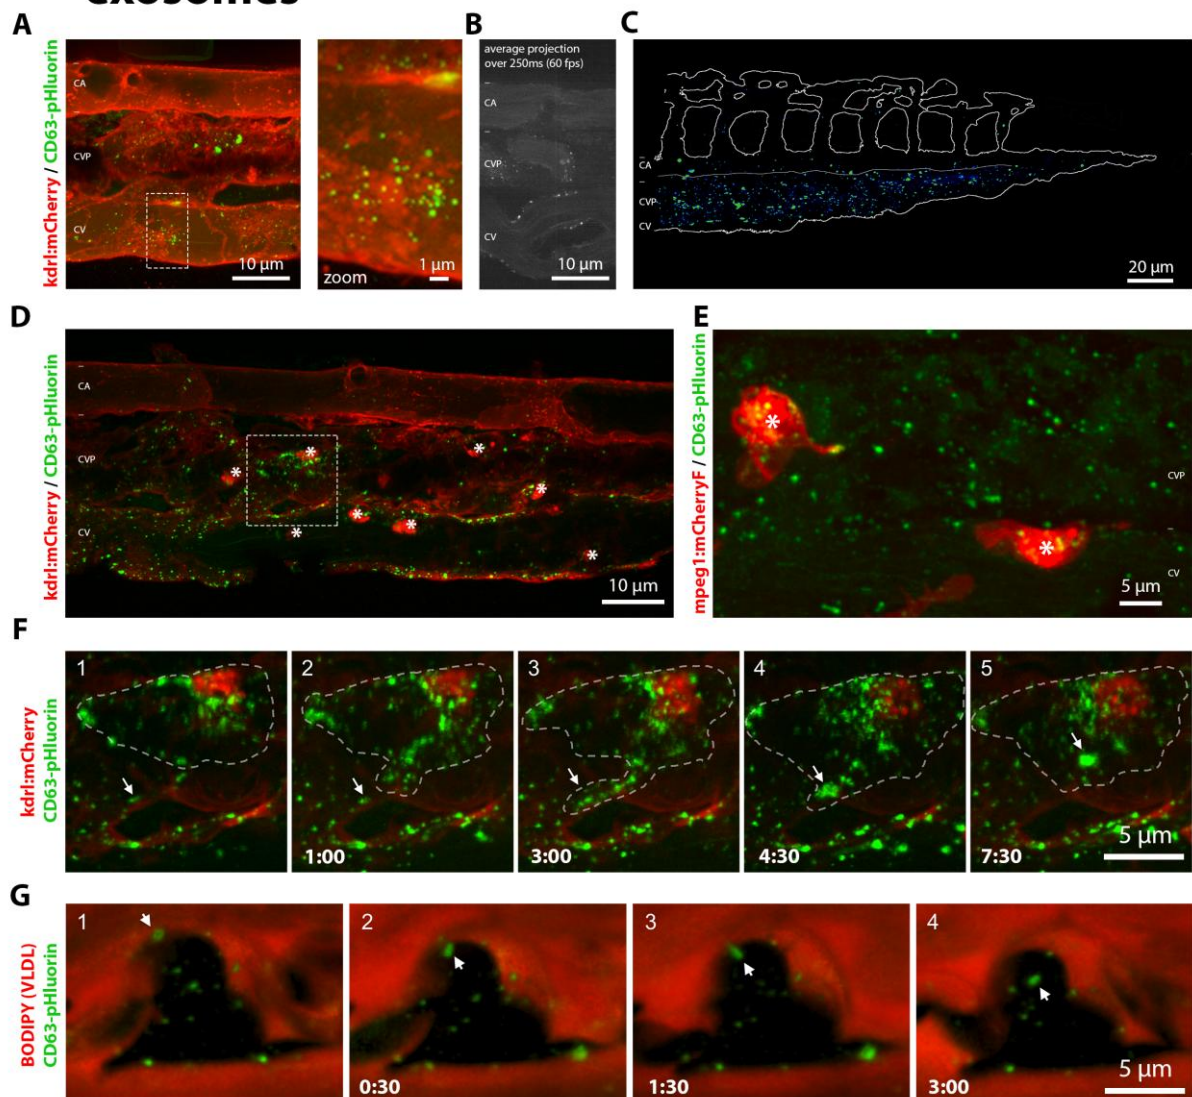 exosomes
A
kdrl:mCherry / CD63-pHluorin
CA
CVP
CV
10 µm
zoom
1 µm
B
average projection
over 250ms (60 fps)
CA
CVP
CV
10 µm
C
CA
CVP
CV
20 µm
D
kdrl:mCherry / CD63-pHluorin
CA
CVP
CV
*
*
*
*
*
*
*
*
10 µm
E
mpeg1:mCherryF / CD63-pHluorin
*
*
CVP
CV
5 µm
F
kdrl:mCherry
CD63-pHluorin
1
2
1:00
3
3:00
4
4:30
5
7:30
5 µm
G
BODIPY (VLDL)
CD63-pHluorin
1
2
0:30
3
1:30
4
3:00
5 µm